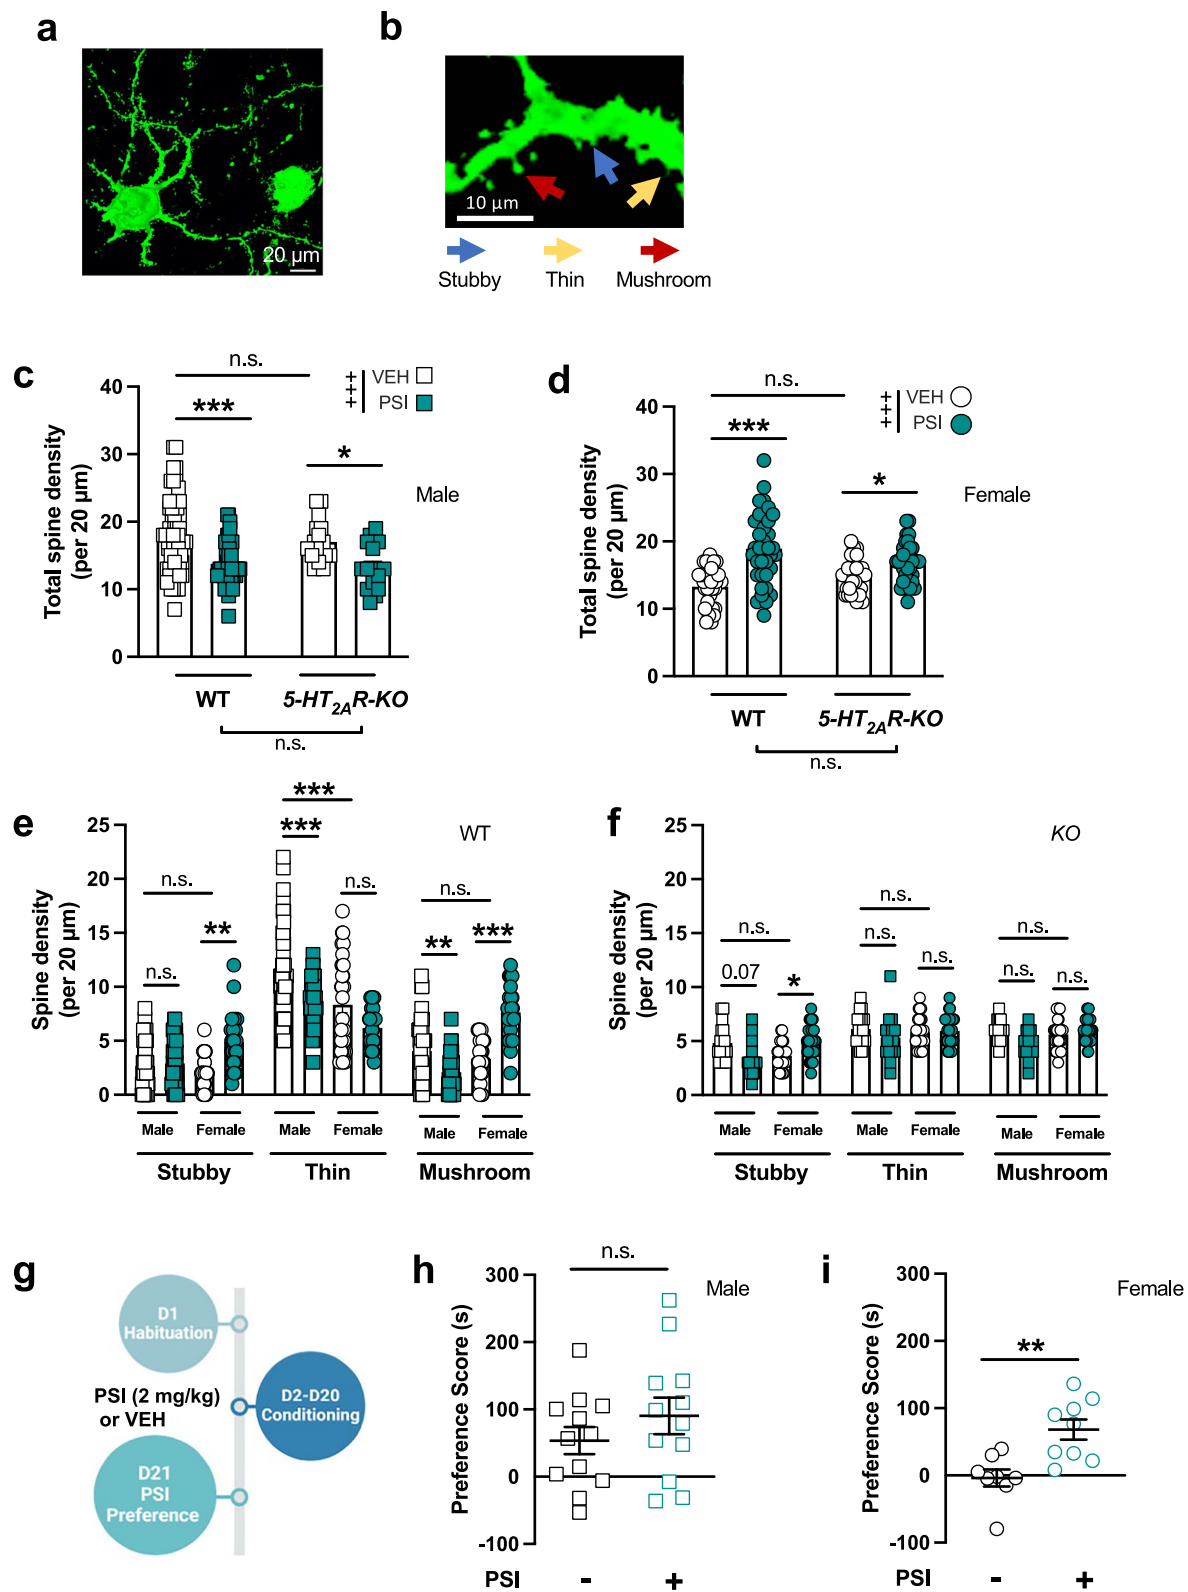 a
20 µm
b
10 µm
Stubby
Thin
Mushroom
c
n.s.
VEH
PSI
+++
***
*
Male
Total spine density
(per 20 µm)
40
30
20
10
0
WT
5-HT2AR-KO
n.s.
d
n.s.
VEH
PSI
+++
***
*
Female
Total spine density
(per 20 µm)
40
30
20
10
0
WT
5-HT2AR-KO
n.s.
e
WT
Spine density
(per 20 µm)
25
20
15
10
5
0
n.s.
n.s.
**
***
***
n.s.
n.s.
**
***
Male
Female
Male
Female
Male
Female
Stubby
Thin
Mushroom
f
KO
Spine density
(per 20 µm)
25
20
15
10
5
0
n.s.
0.07
*
n.s.
n.s.
n.s.
n.s.
n.s.
n.s.
Male
Female
Male
Female
Male
Female
Stubby
Thin
Mushroom
g
D1
Habituation
PSI (2 mg/kg)
or VEH
D2-D20
Conditioning
D21
PSI
Preference
h
n.s.
Male
Preference Score (s)
300
200
100
0
-100
PSI
-
+
i
Female
**
Preference Score (s)
300
200
100
0
-100
PSI
-
+